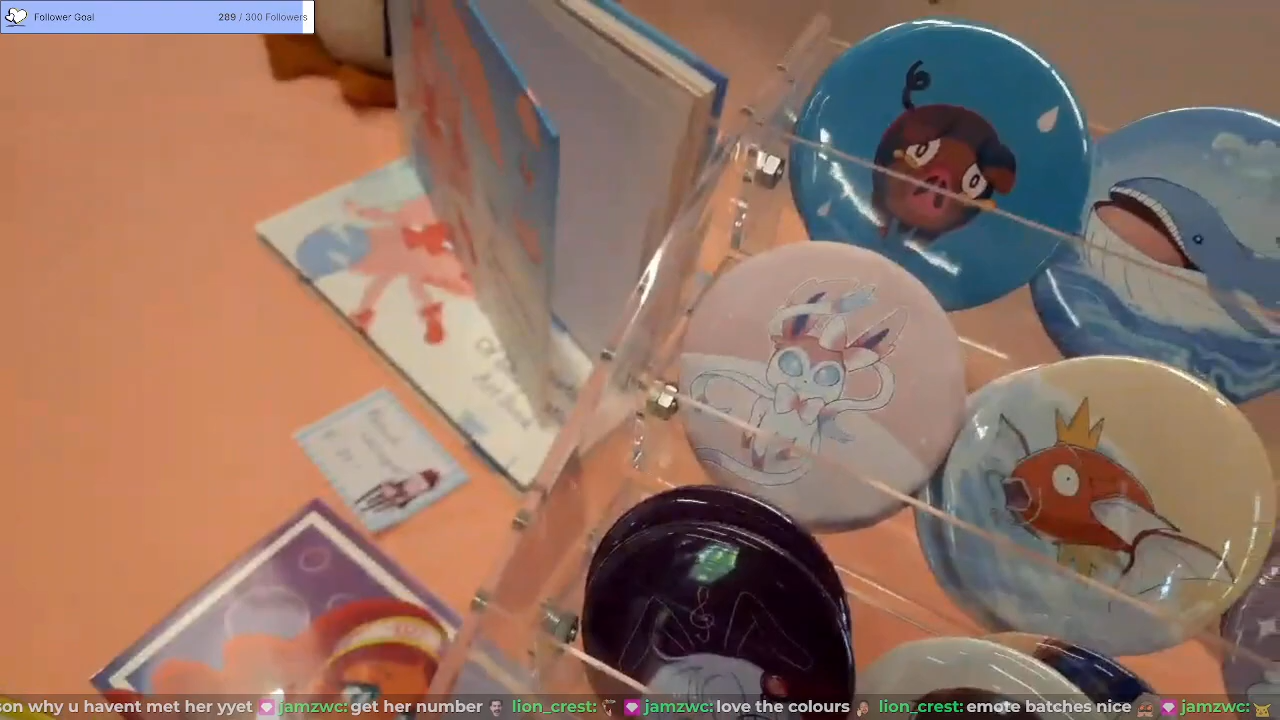 Follower Goal 289 / 300 Followers
son why u havent met her yyet jamzwc: get her number lion_crest: jamzwc: love the colours lion_crest: emote batches nice jamzwc: